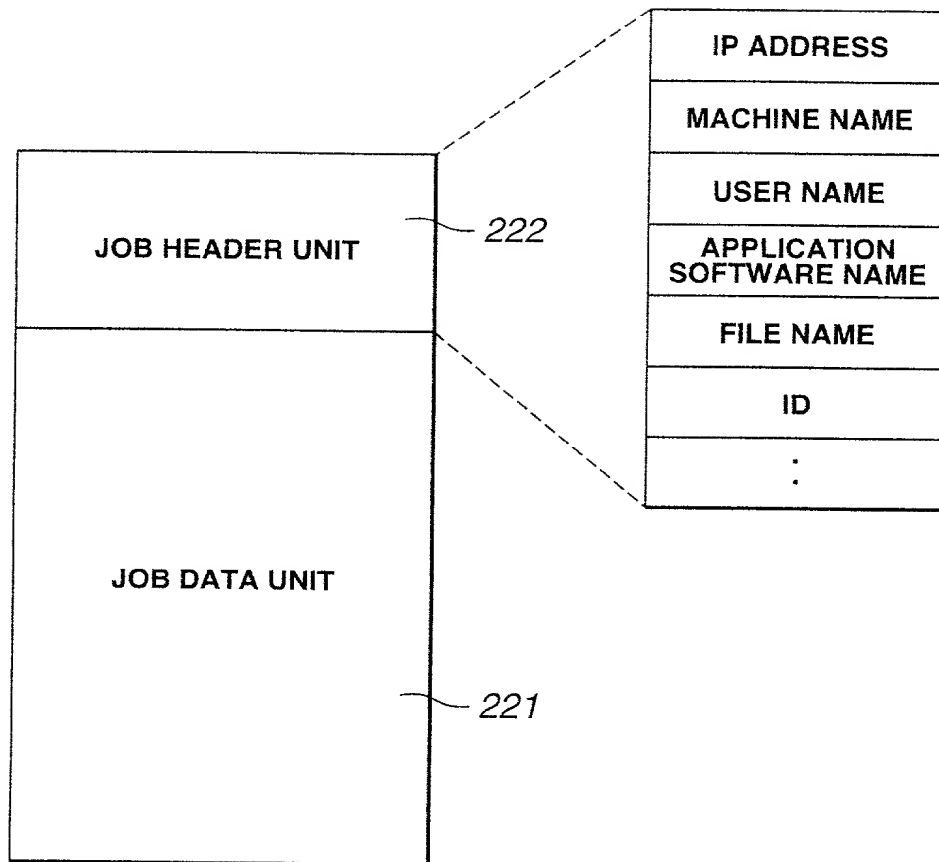 JOB HEADER UNIT
222
JOB DATA UNIT
221
IP ADDRESS
MACHINE NAME
USER NAME
APPLICATION
SOFTWARE NAME
FILE NAME
ID
: